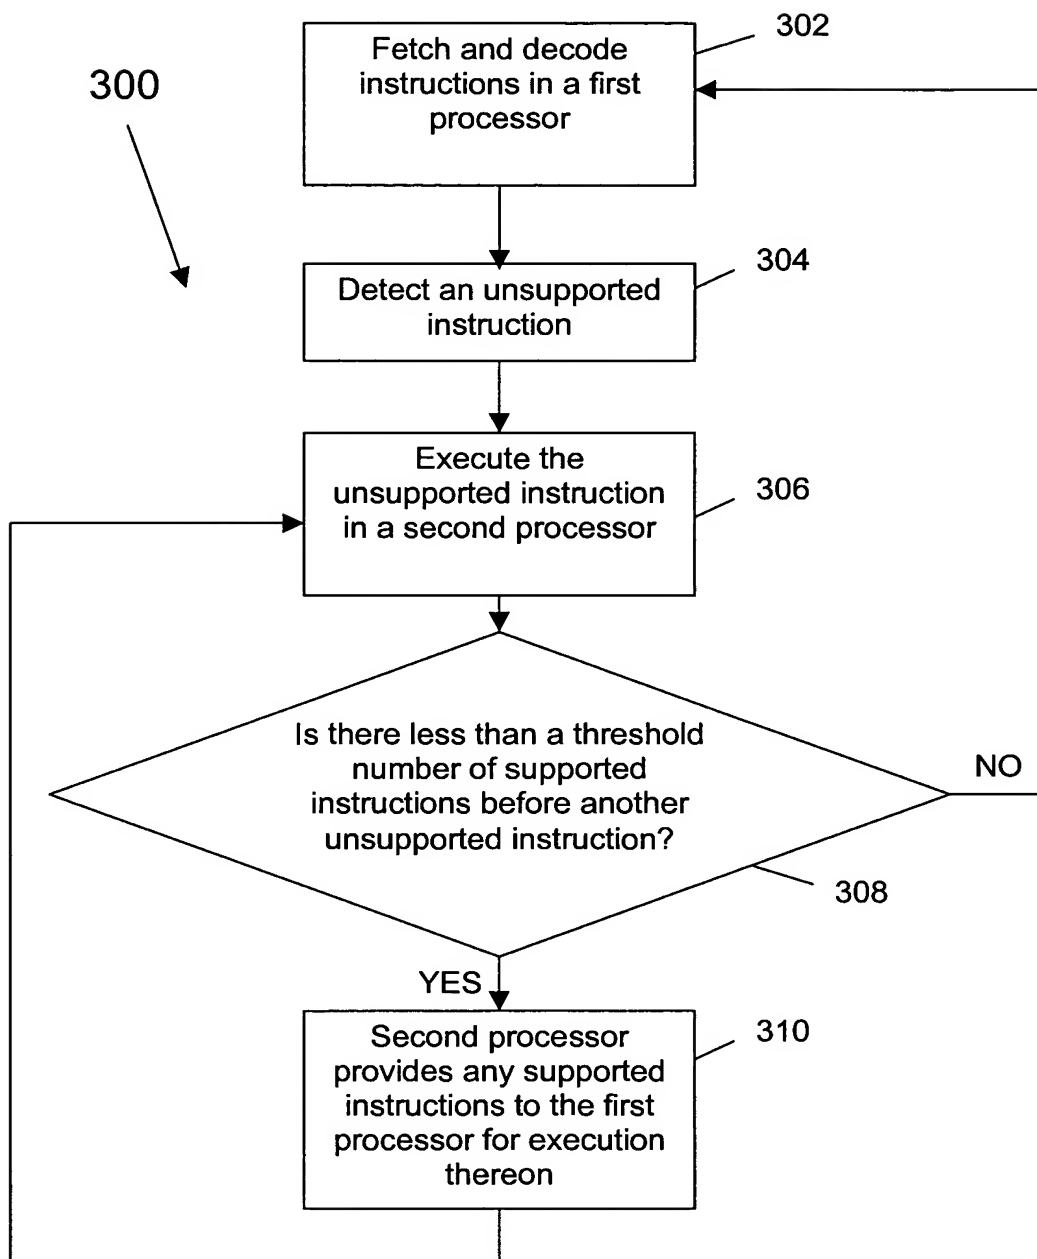 302
Fetch and decode
instructions in a first
processor
300
304
Detect an unsupported
instruction
Execute the
unsupported instruction
in a second processor
306
Is there less than a threshold
number of supported
instructions before another
unsupported instruction?
NO
308
YES
Second processor
provides any supported
instructions to the first
processor for execution
thereon
310